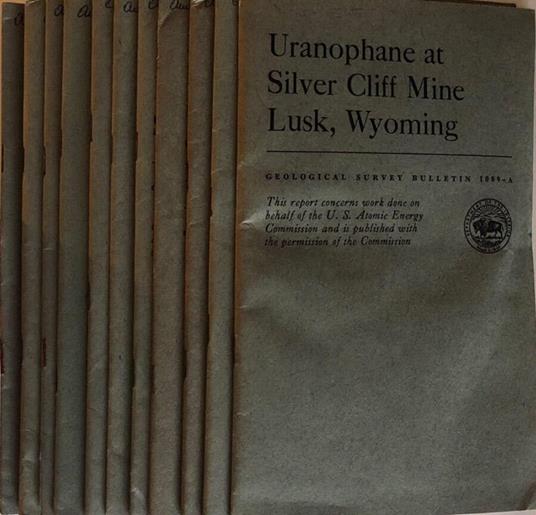 Uranophane at
Silver Cliff Mine
Lusk, Wyoming
GEOLOGICAL SURVEY BULLETIN 1009-A
This report concerns work done on
behalf of the U. S. Atomic Energy
Commission and is published with
the permission of the Commission